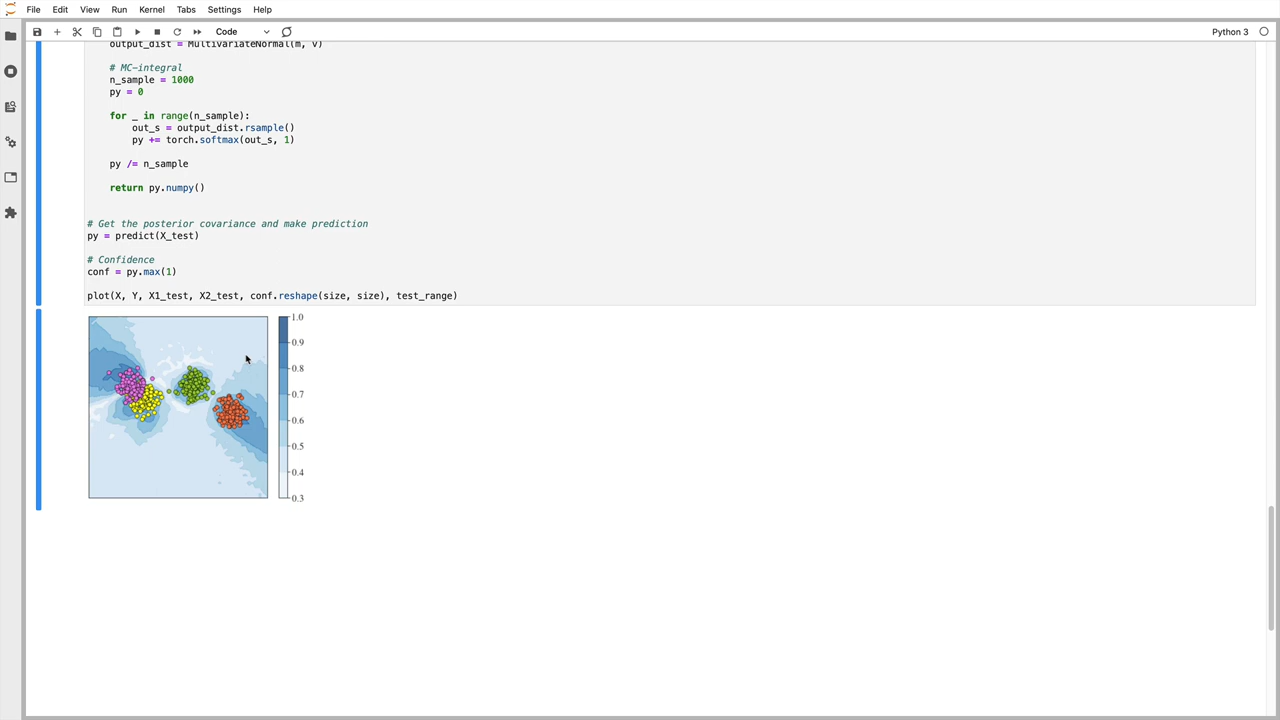 File Edit View Run Kernel Tabs Settings Help
Code Python 3
output_dist = MultivariateNormal(m, v)
# MC-integral
n_sample = 1000
py = 0
for _ in range(n_sample):
out_s = output_dist.rsample()
py += torch.softmax(out_s, 1)
py /= n_sample
return py.numpy()
# Get the posterior covariance and make prediction
py = predict(X_test)
# Confidence
conf = py.max(1)
plot(X, Y, X1_test, X2_test, conf.reshape(size, size), test_range)
1.0
0.9
0.8
0.7
0.6
0.5
0.4
0.3